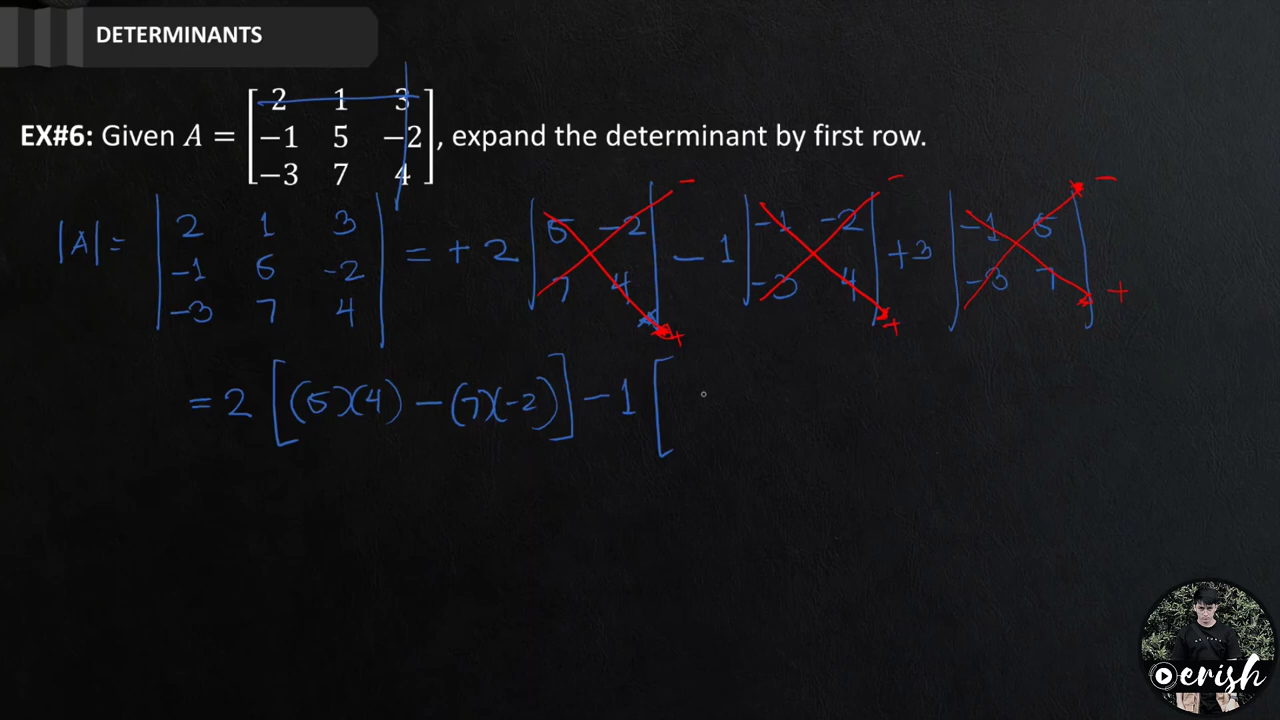 DETERMINANTS
EX#6: Given A = [2 1 3; −1 5 −2; −3 7 4], expand the determinant by first row.
|A| = |2 1 3; -1 5 -2; -3 7 4| = + 2 |5 -2; 7 4| - 1 |-1 -2; -3 4| + 3 |-1 5; -3 7|
- + - + - +
= 2 [(5)(4) - (7)(-2)] - 1 [
erish